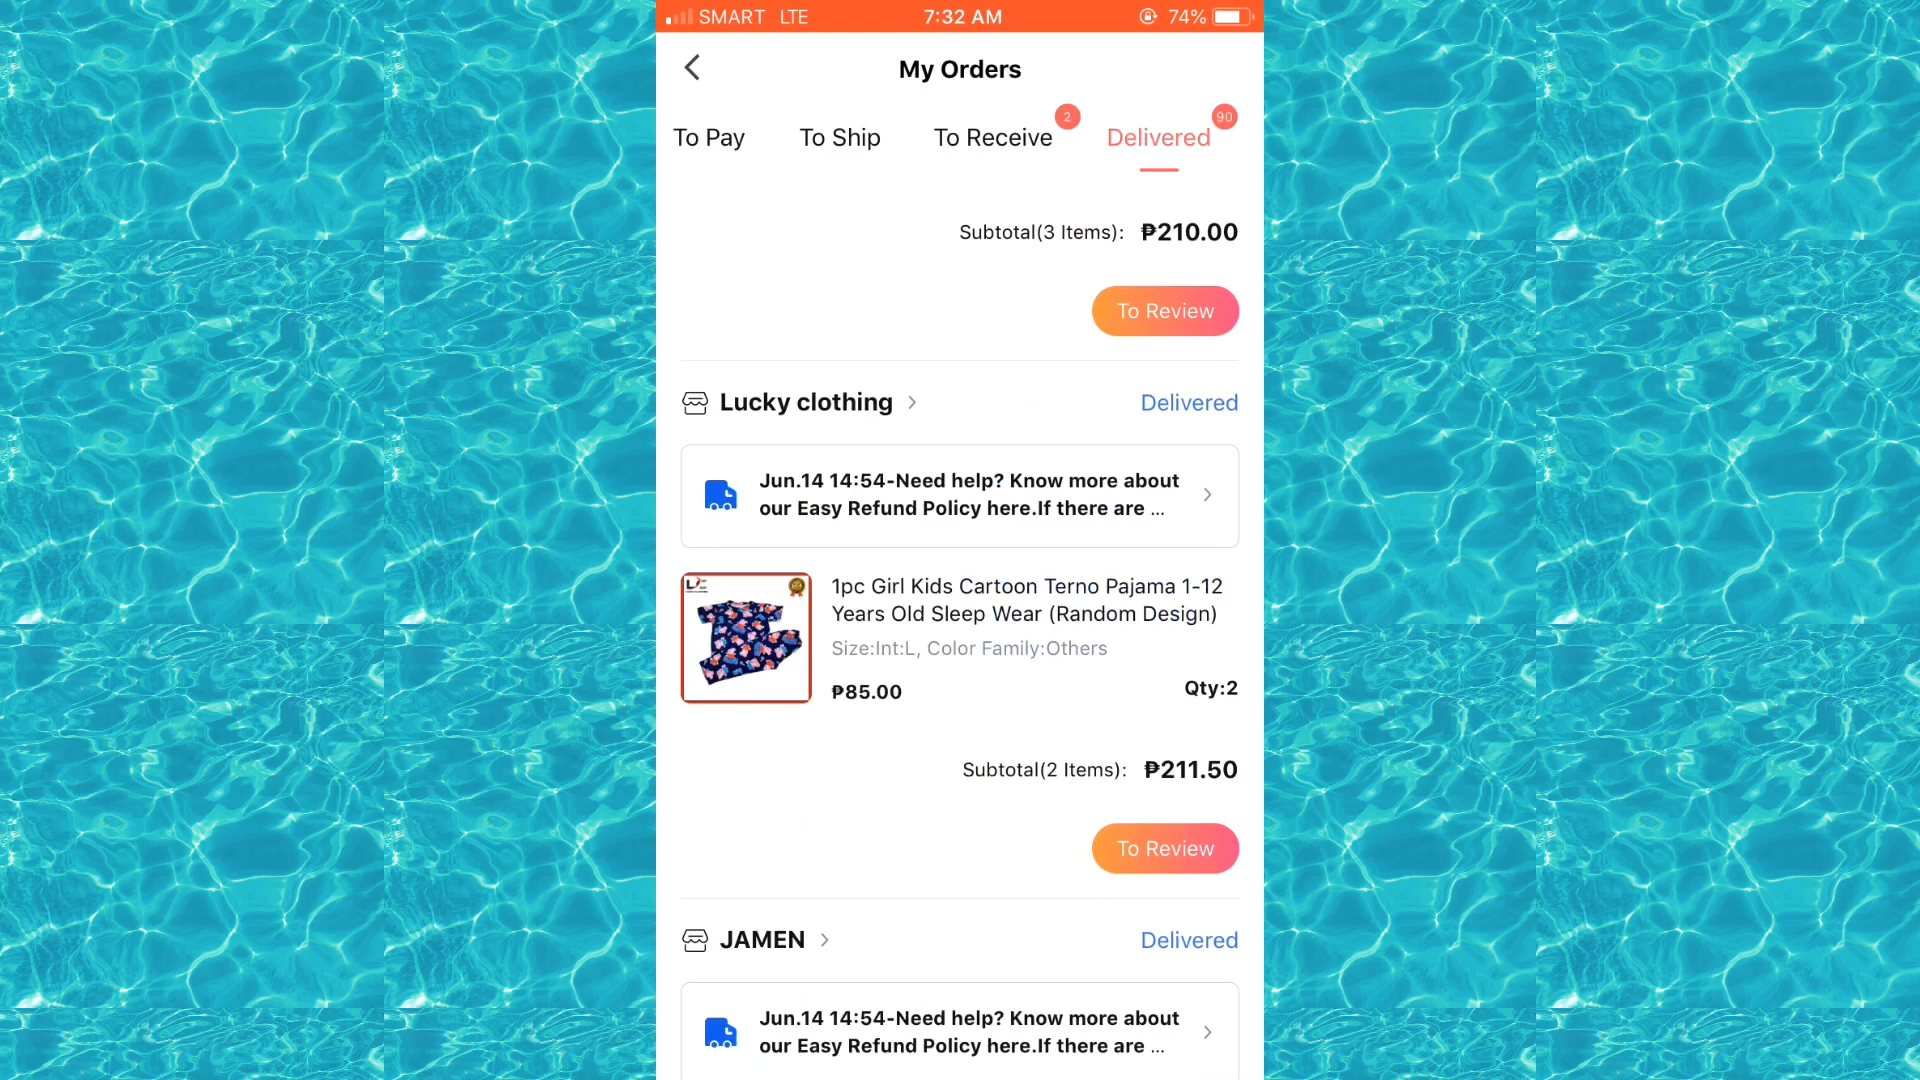 SMART LTE 7:32 AM 74%
My Orders
To Pay To Ship To Receive 2 Delivered 90
Subtotal(3 Items): ₱210.00
To Review
Lucky clothing Delivered
Jun.14 14:54-Need help? Know more about
our Easy Refund Policy here.If there are ...
1pc Girl Kids Cartoon Terno Pajama 1-12
Years Old Sleep Wear (Random Design)
Size:Int:L, Color Family:Others
₱85.00 Qty:2
Subtotal(2 Items): ₱211.50
To Review
JAMEN Delivered
Jun.14 14:54-Need help? Know more about
our Easy Refund Policy here.If there are ...